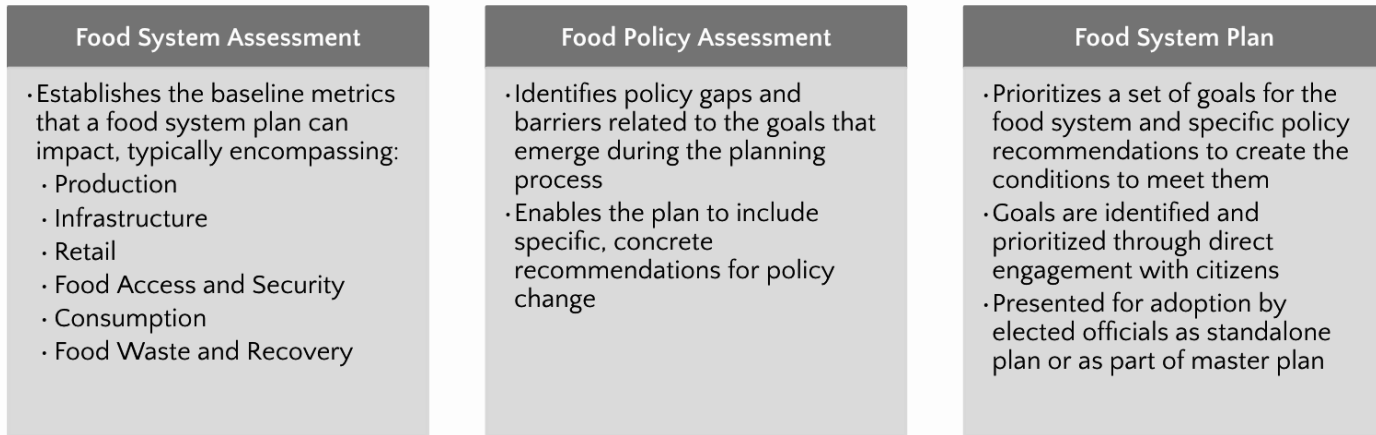 Food System Assessment
·Establishes the baseline metrics
that a food system plan can
impact, typically encompassing:
· Production
· Infrastructure
· Retail
· Food Access and Security
· Consumption
· Food Waste and Recovery
Food Policy Assessment
·Identifies policy gaps and
barriers related to the goals that
emerge during the planning
process
·Enables the plan to include
specific, concrete
recommendations for policy
change
Food System Plan
·Prioritizes a set of goals for the
food system and specific policy
recommendations to create the
conditions to meet them
·Goals are identified and
prioritized through direct
engagement with citizens
·Presented for adoption by
elected officials as standalone
plan or as part of master plan